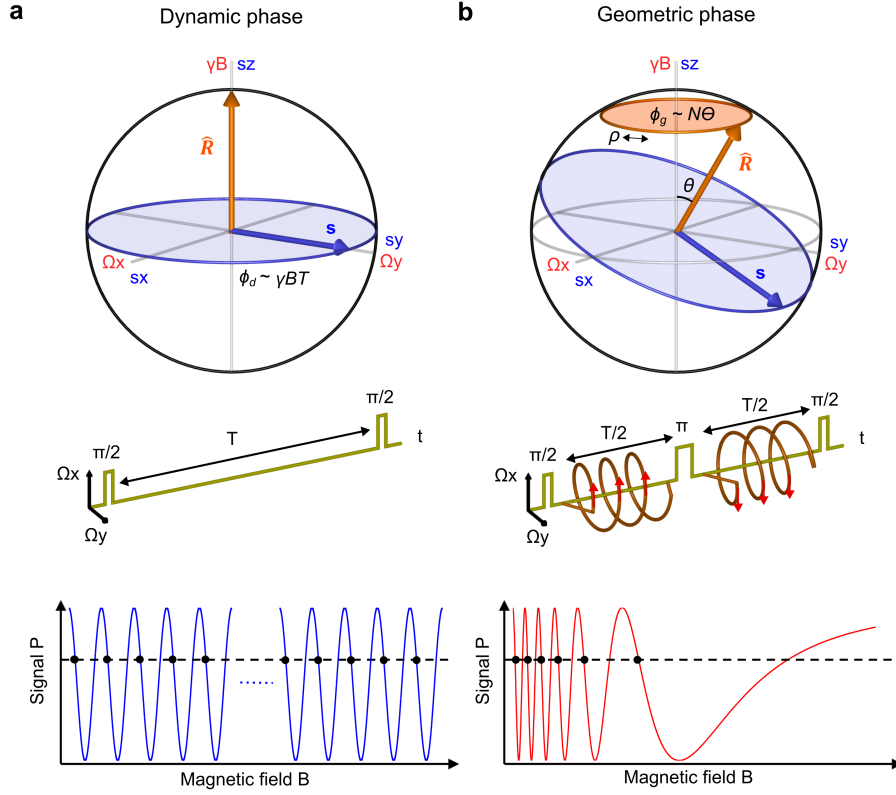 a
Dynamic phase
γB sz
R̂
s
Ωx
sx
sy
Ωy
ϕd ~ γBT
b
Geometric phase
γB sz
ϕg ~ NΘ
ρ
R̂
θ
s
Ωx
sx
sy
Ωy
Ωx
Ωy
π/2
T
π/2
t
Ωx
Ωy
π/2
T/2
π
T/2
π/2
t
Signal P
Magnetic field B
Signal P
Magnetic field B